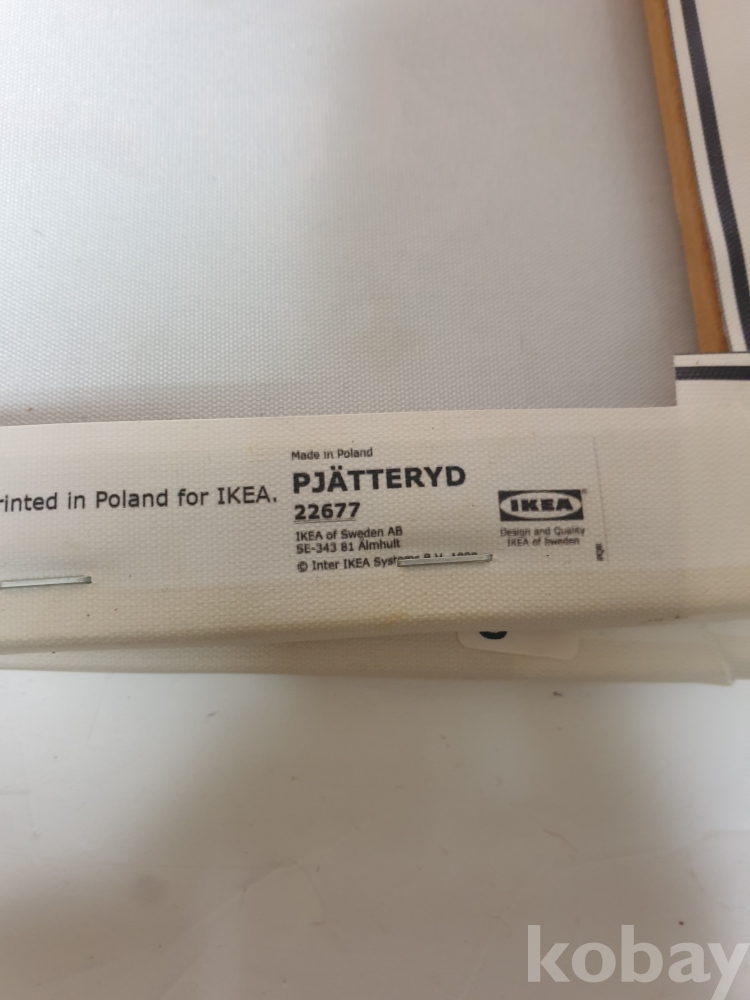 Made in Poland
rinted in Poland for IKEA.
PJÄTTERYD
22677
IKEA of Sweden AB
SE-343 81 Älmhult
© Inter IKEA Systems B.V.
IKEA
Design and Quality
IKEA of Sweden
kobay